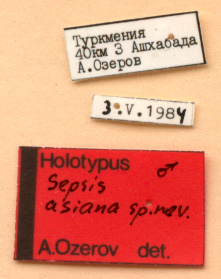 Туркмения
40км З Ашхабада
А.Озеров
3.V.1984
Holotypus ♂
Sepsis
asiana sp.nov.
A.Ozerov det.